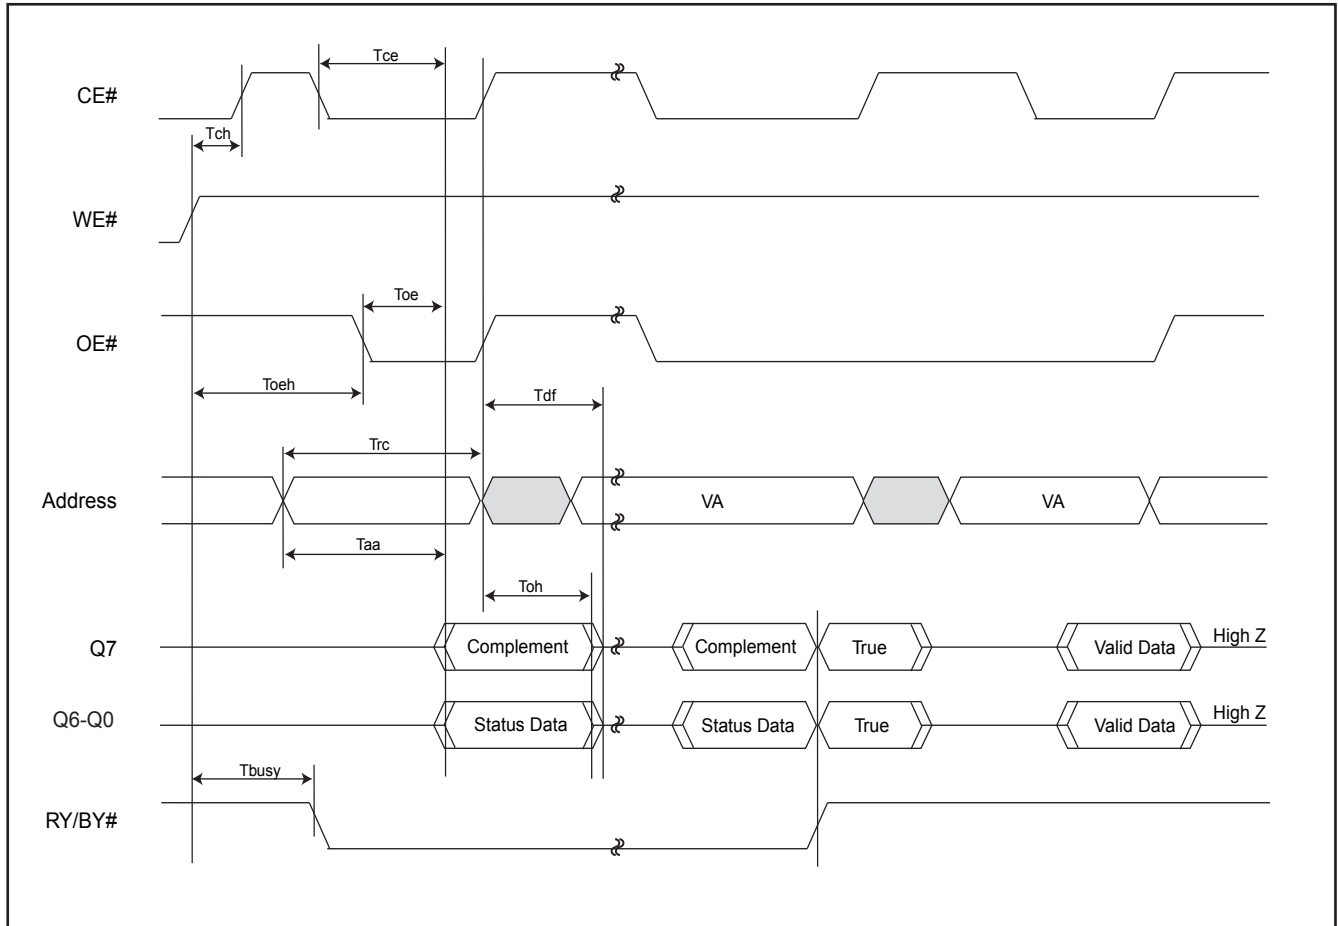 Tce
CE#
Tch
WE#
Toe
OE#
Toeh
Tdf
Trc
Address
VA
VA
Taa
Toh
Q7
Complement
Complement
True
Valid Data
High Z
Q6-Q0
Status Data
Status Data
True
Valid Data
High Z
Tbusy
RY/BY#